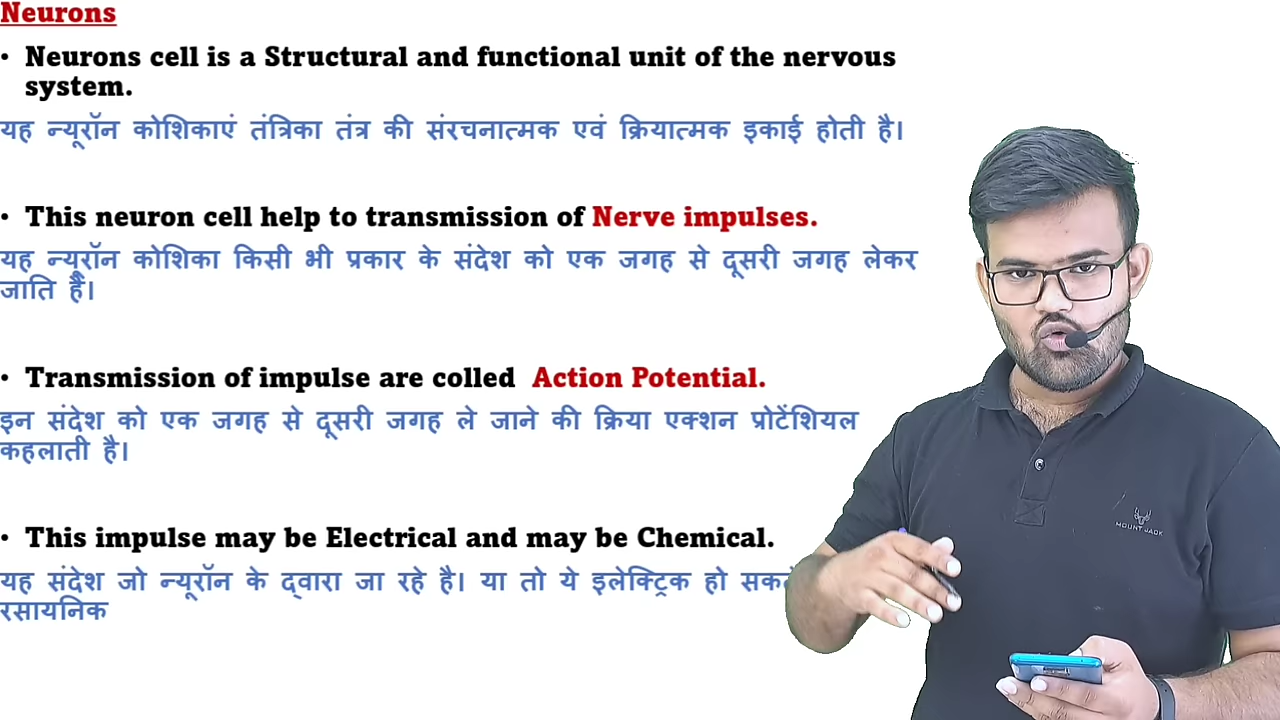 Neurons
• Neurons cell is a Structural and functional unit of the nervous
system.
यह न्यूरॉन कोशिकाएं तंत्रिका तंत्र की संरचनात्मक एवं क्रियात्मक इकाई होती है।
• This neuron cell help to transmission of Nerve impulses.
यह न्यूरॉन कोशिका किसी भी प्रकार के संदेश को एक जगह से दूसरी जगह लेकर
जाति हैं।
• Transmission of impulse are colled Action Potential.
इन संदेश को एक जगह से दूसरी जगह ले जाने की क्रिया एक्शन प्रोटेंशियल
कहलाती है।
• This impulse may be Electrical and may be Chemical.
यह संदेश जो न्यूरॉन के द्वारा जा रहे है। या तो ये इलेक्ट्रिक हो
रसायनिक
MOUNT JACK